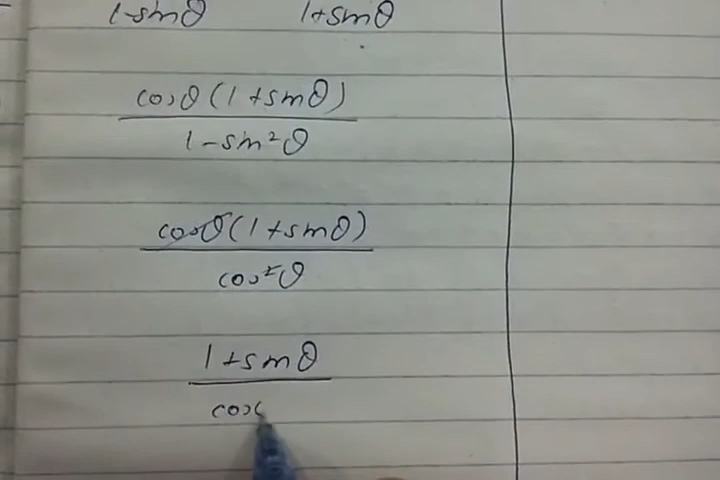 1-sinθ 1+sinθ
cosθ(1+sinθ)
1-sin²θ
cosθ(1+sinθ)
cos²θ
1+sinθ
cos